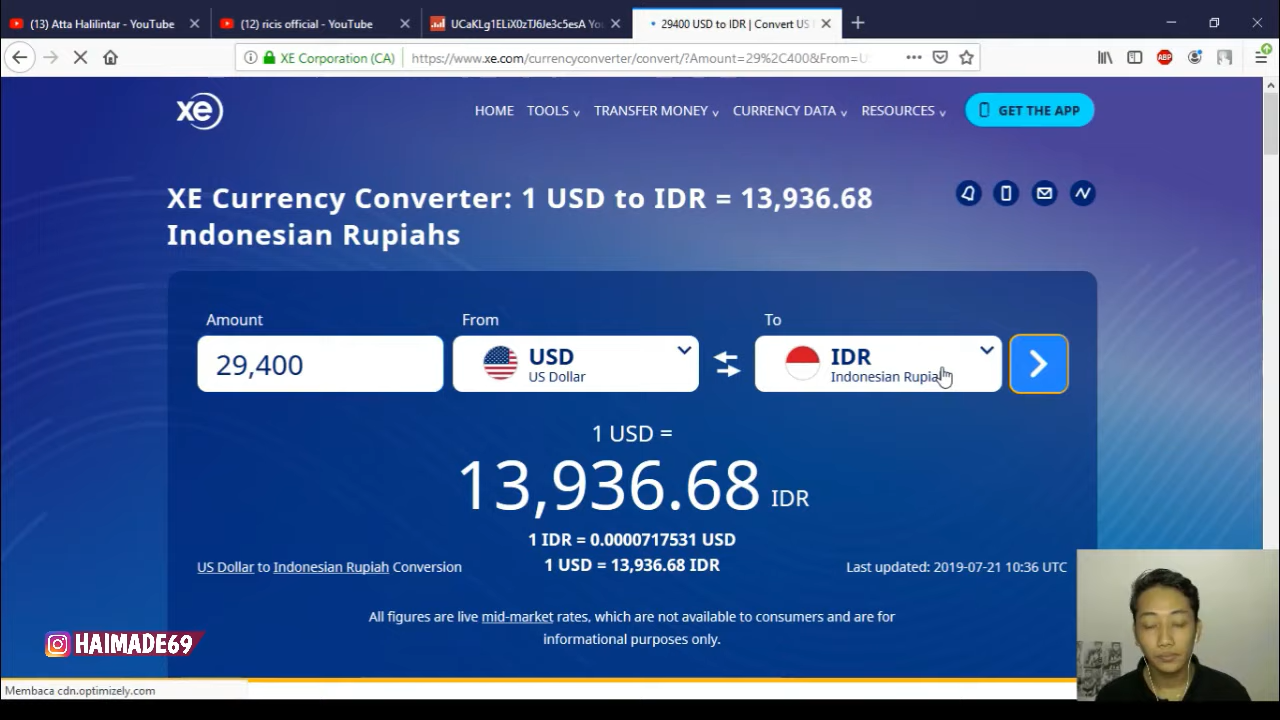 (13) Atta Halilintar - YouTube
(12) ricis official - YouTube
UCaKLg1ELiX0zTJ6Je3c5esA Yo
29400 USD to IDR | Convert US
XE Corporation (CA)
https://www.xe.com/currencyconverter/convert/?Amount=29%2C400&From=U
ABP
xe
HOME
TOOLS
TRANSFER MONEY
CURRENCY DATA
RESOURCES
GET THE APP
XE Currency Converter: 1 USD to IDR = 13,936.68
Indonesian Rupiahs
Amount
From
To
29,400
USD
US Dollar
IDR
Indonesian Rupiah
1 USD =
13,936.68 IDR
1 IDR = 0.0000717531 USD
1 USD = 13,936.68 IDR
US Dollar to Indonesian Rupiah Conversion
Last updated: 2019-07-21 10:36 UTC
All figures are live mid-market rates, which are not available to consumers and are for
informational purposes only.
HAIMADE69
Membaca cdn.optimizely.com